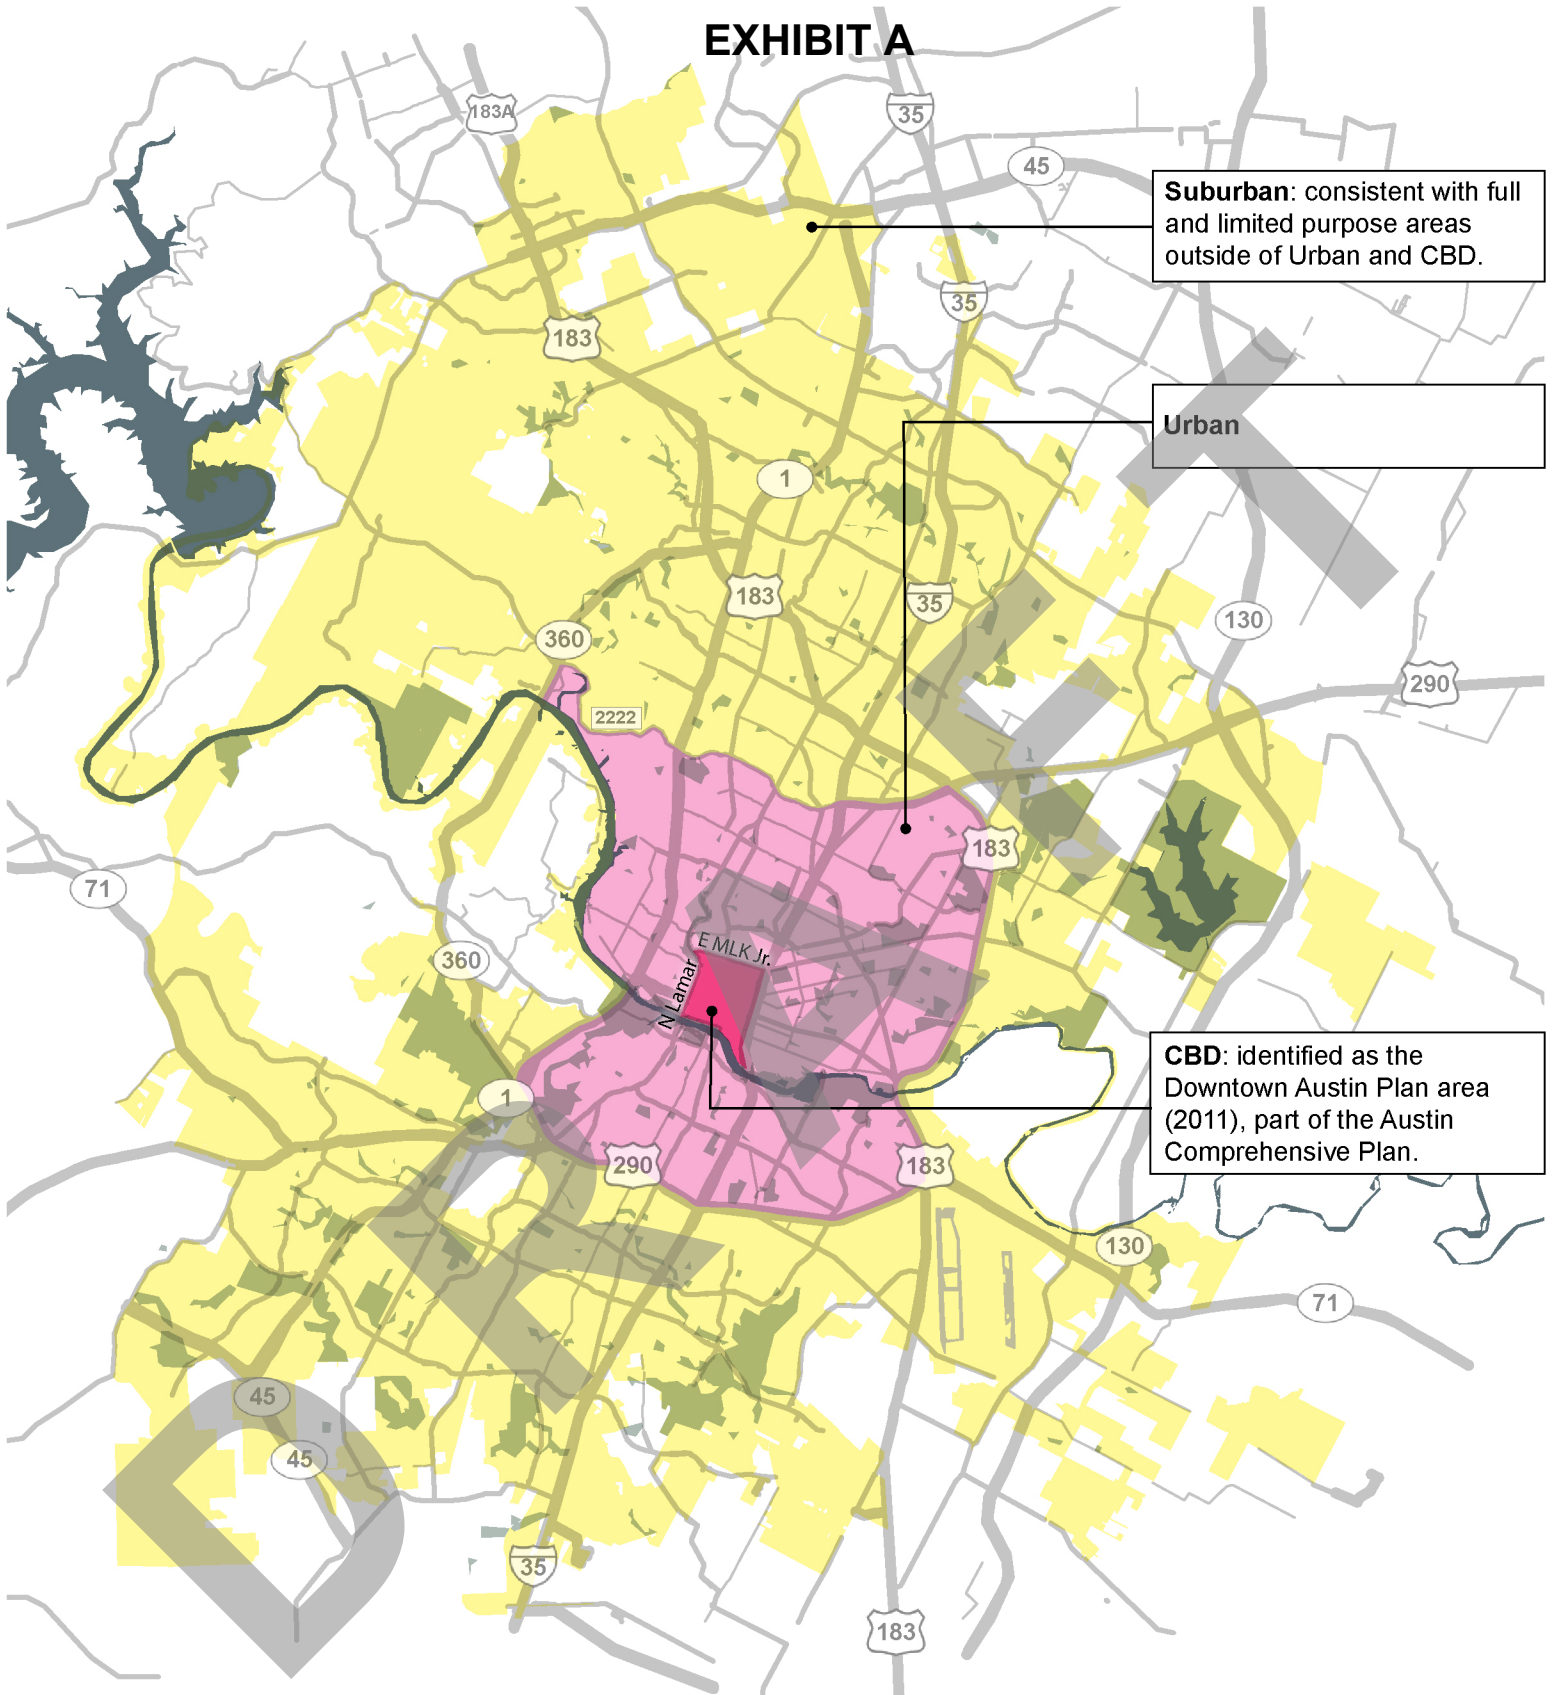 EXHIBIT A
183A
35
45
Suburban: consistent with full
and limited purpose areas
outside of Urban and CBD.
35
183
Urban
1
183
35
130
360
290
2222
183
71
E MLK Jr.
360
N Lamar
CBD: identified as the
Downtown Austin Plan area
(2011), part of the Austin
Comprehensive Plan.
1
290
183
130
71
45
45
35
183
DRAFT